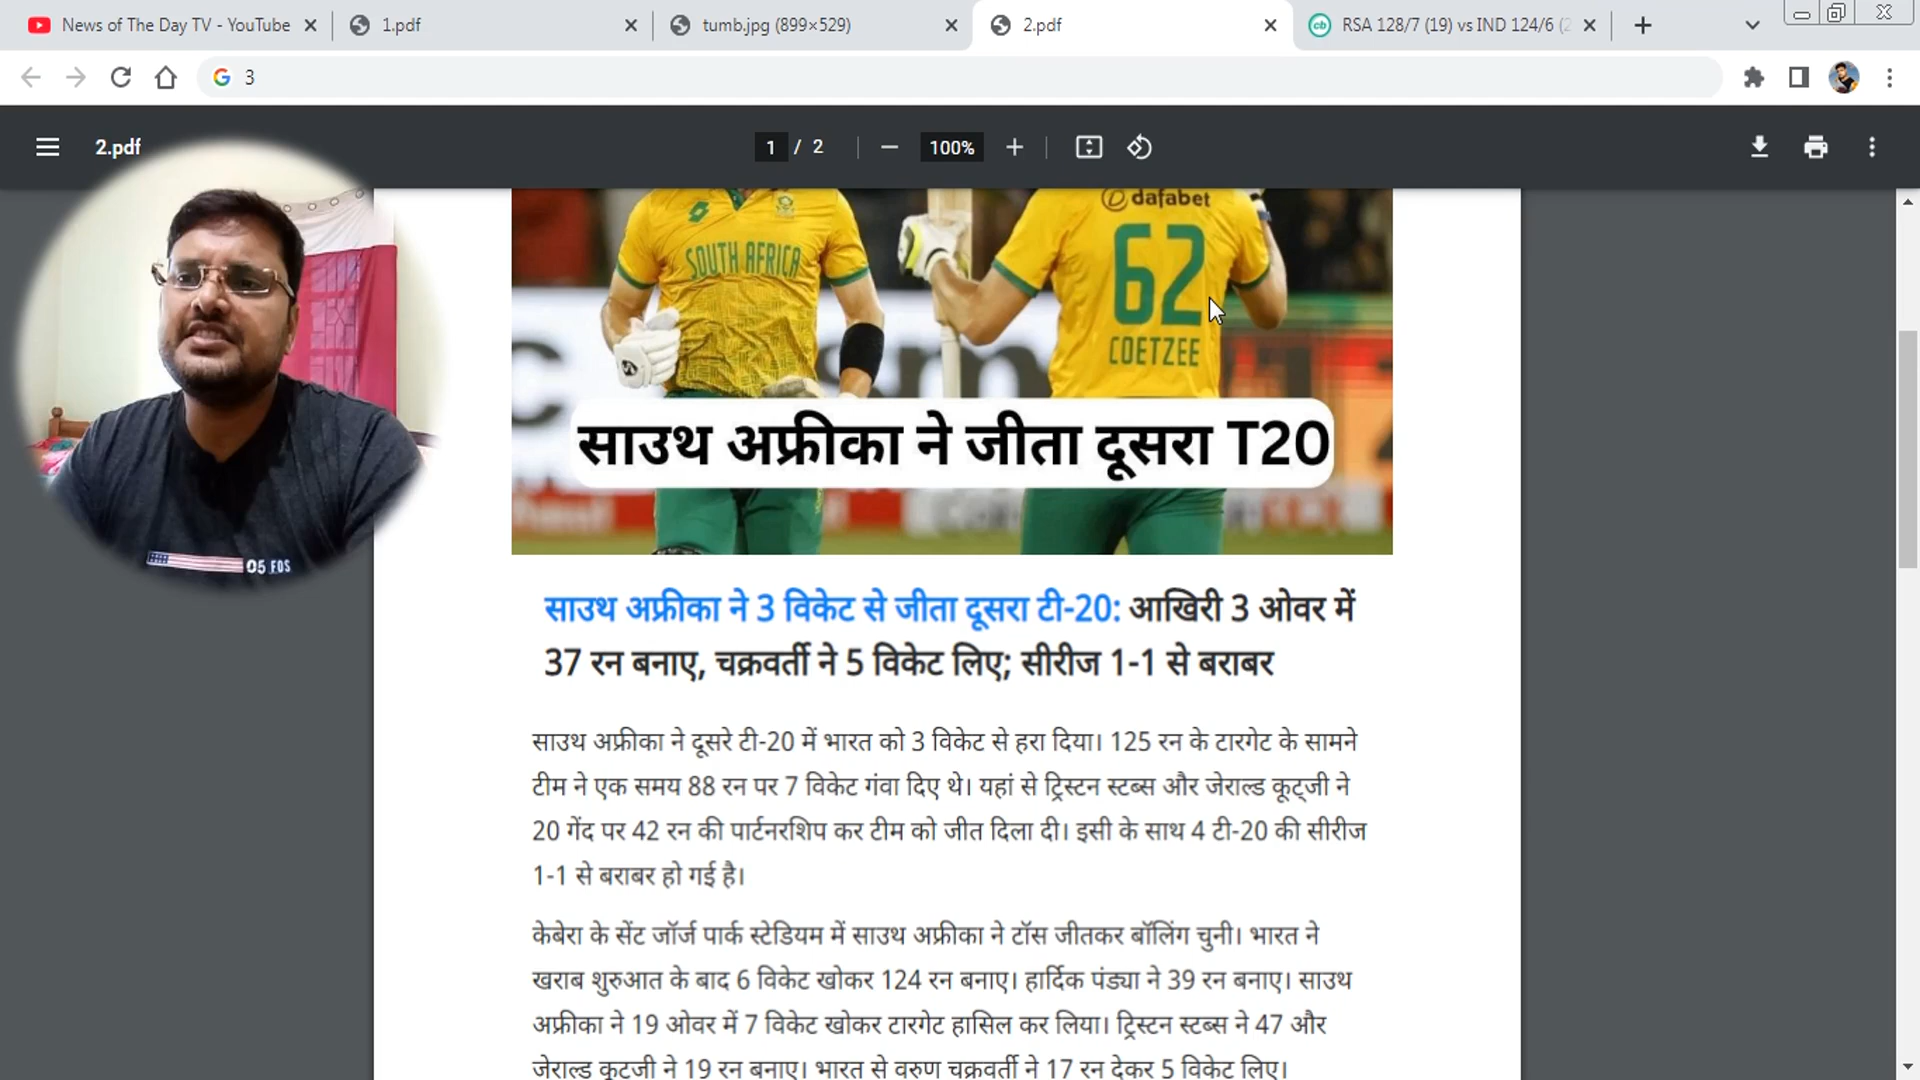 News of The Day TV - YouTube
1.pdf
tumb.jpg (899×529)
2.pdf
RSA 128/7 (19) vs IND 124/6 (2
3
2.pdf
1 / 2
100%
dafabet
SOUTH AFRICA
62
COETZEE
साउथ अफ्रीका ने जीता दूसरा T20
05 FOS
साउथ अफ्रीका ने 3 विकेट से जीता दूसरा टी-20: आखिरी 3 ओवर में
37 रन बनाए, चक्रवर्ती ने 5 विकेट लिए; सीरीज 1-1 से बराबर
साउथ अफ्रीका ने दूसरे टी-20 में भारत को 3 विकेट से हरा दिया। 125 रन के टारगेट के सामने
टीम ने एक समय 88 रन पर 7 विकेट गंवा दिए थे। यहां से ट्रिस्टन स्टब्स और जेराल्ड कूट्जी ने
20 गेंद पर 42 रन की पार्टनरशिप कर टीम को जीत दिला दी। इसी के साथ 4 टी-20 की सीरीज
1-1 से बराबर हो गई है।
केबेरा के सेंट जॉर्ज पार्क स्टेडियम में साउथ अफ्रीका ने टॉस जीतकर बॉलिंग चुनी। भारत ने
खराब शुरुआत के बाद 6 विकेट खोकर 124 रन बनाए। हार्दिक पंड्या ने 39 रन बनाए। साउथ
अफ्रीका ने 19 ओवर में 7 विकेट खोकर टारगेट हासिल कर लिया। ट्रिस्टन स्टब्स ने 47 और
जेराल्ड कूटजी ने 19 रन बनाए। भारत से वरुण चक्रवर्ती ने 17 रन देकर 5 विकेट लिए।